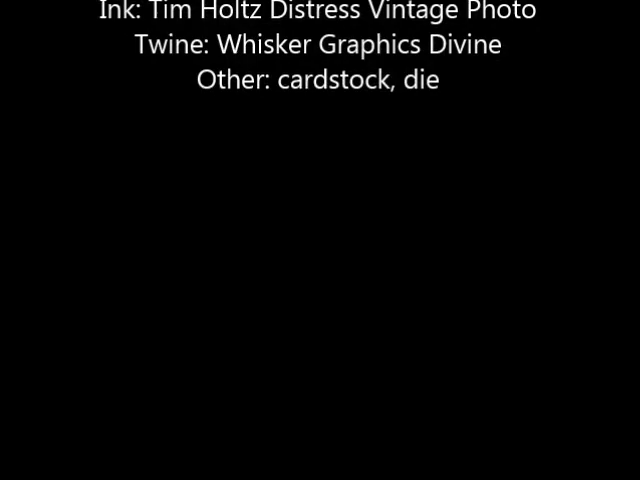 Ink: Tim Holtz Distress Vintage Photo
Twine: Whisker Graphics Divine
Other: cardstock, die